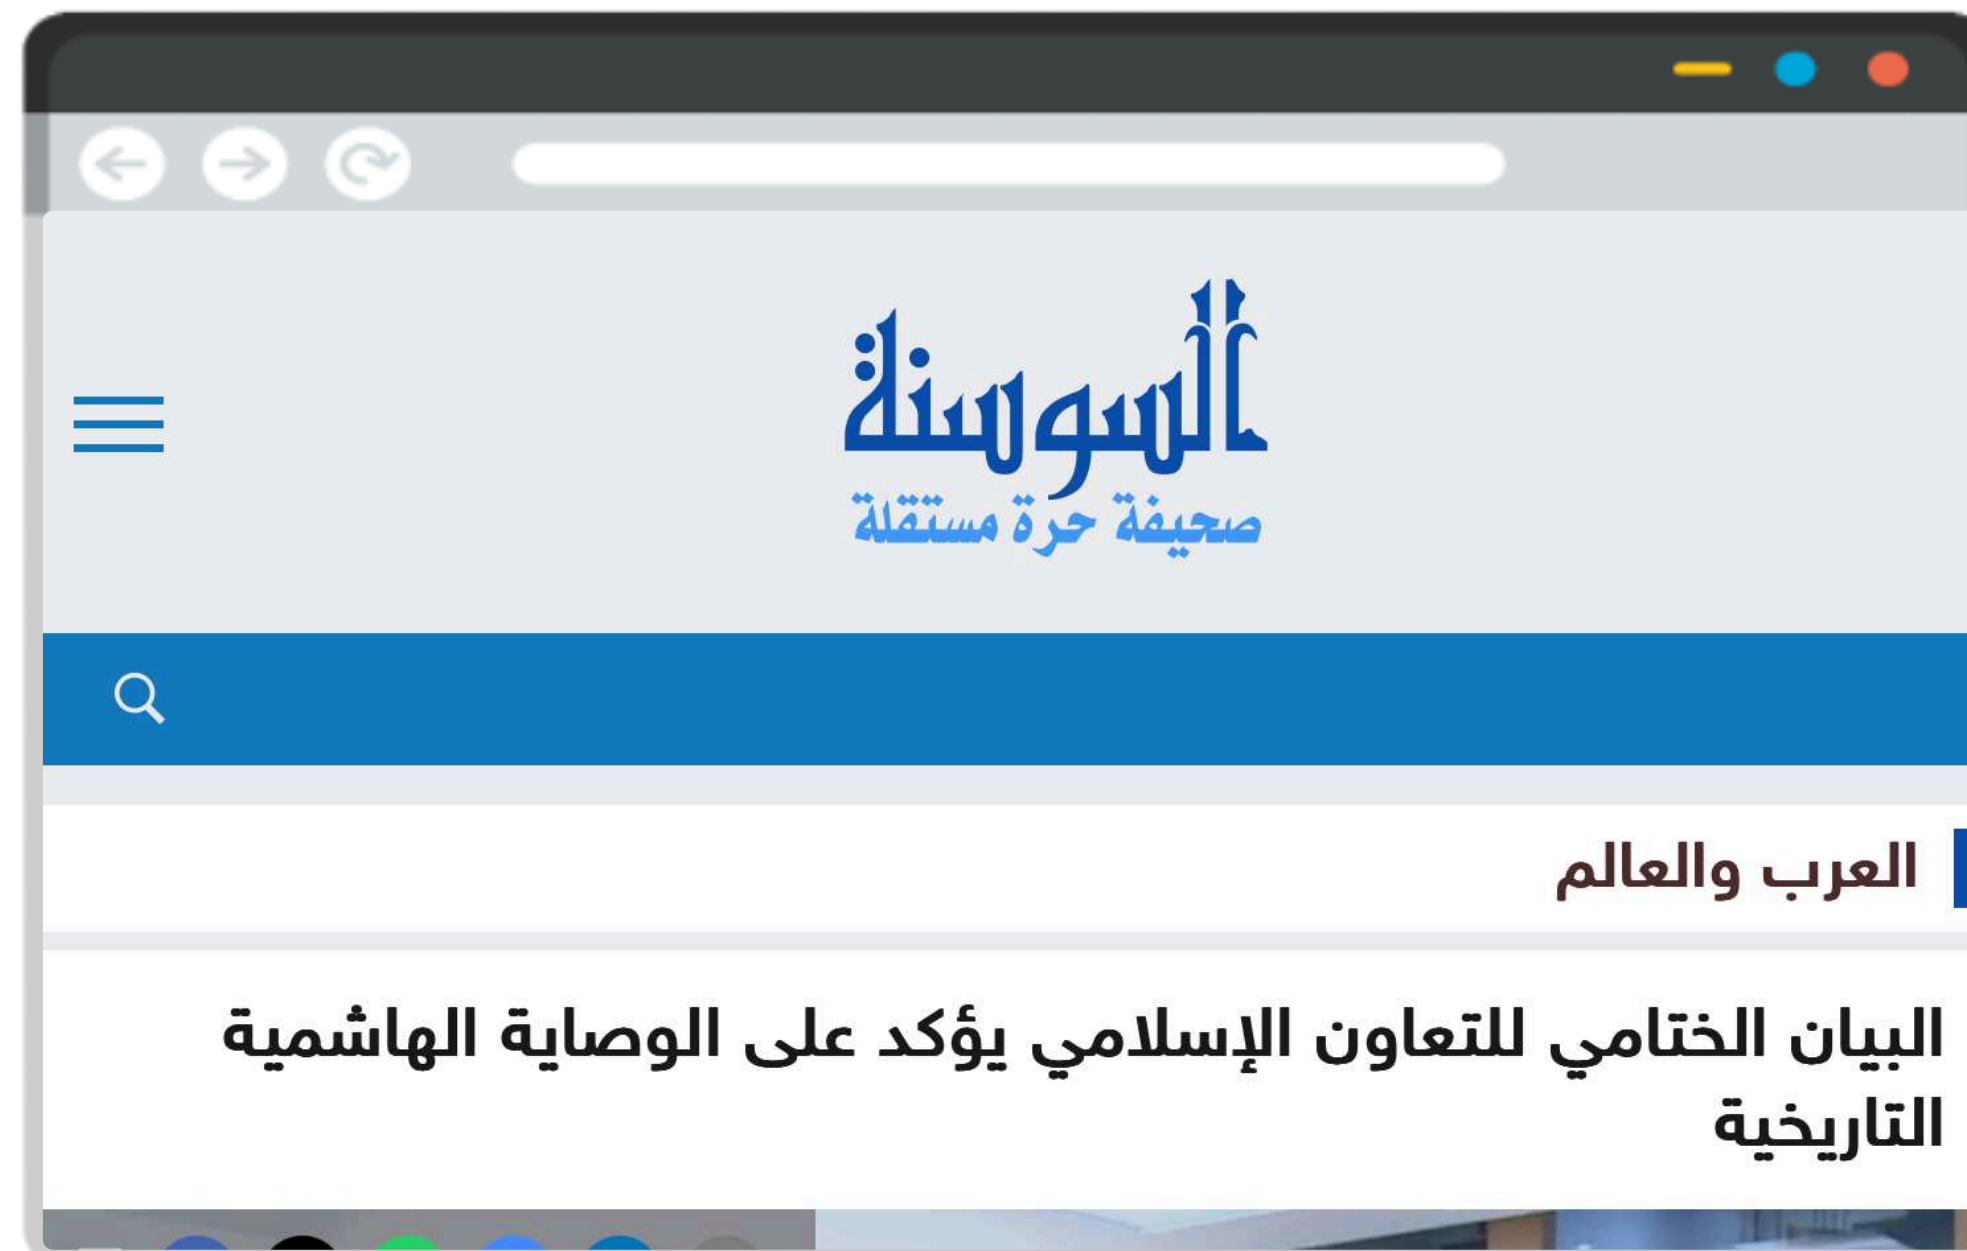 السوسنة
صحيفة حرة مستقلة
العرب والعالم
البيان الختامي للتعاون الإسلامي يؤكد على الوصاية الهاشمية
التاريخية